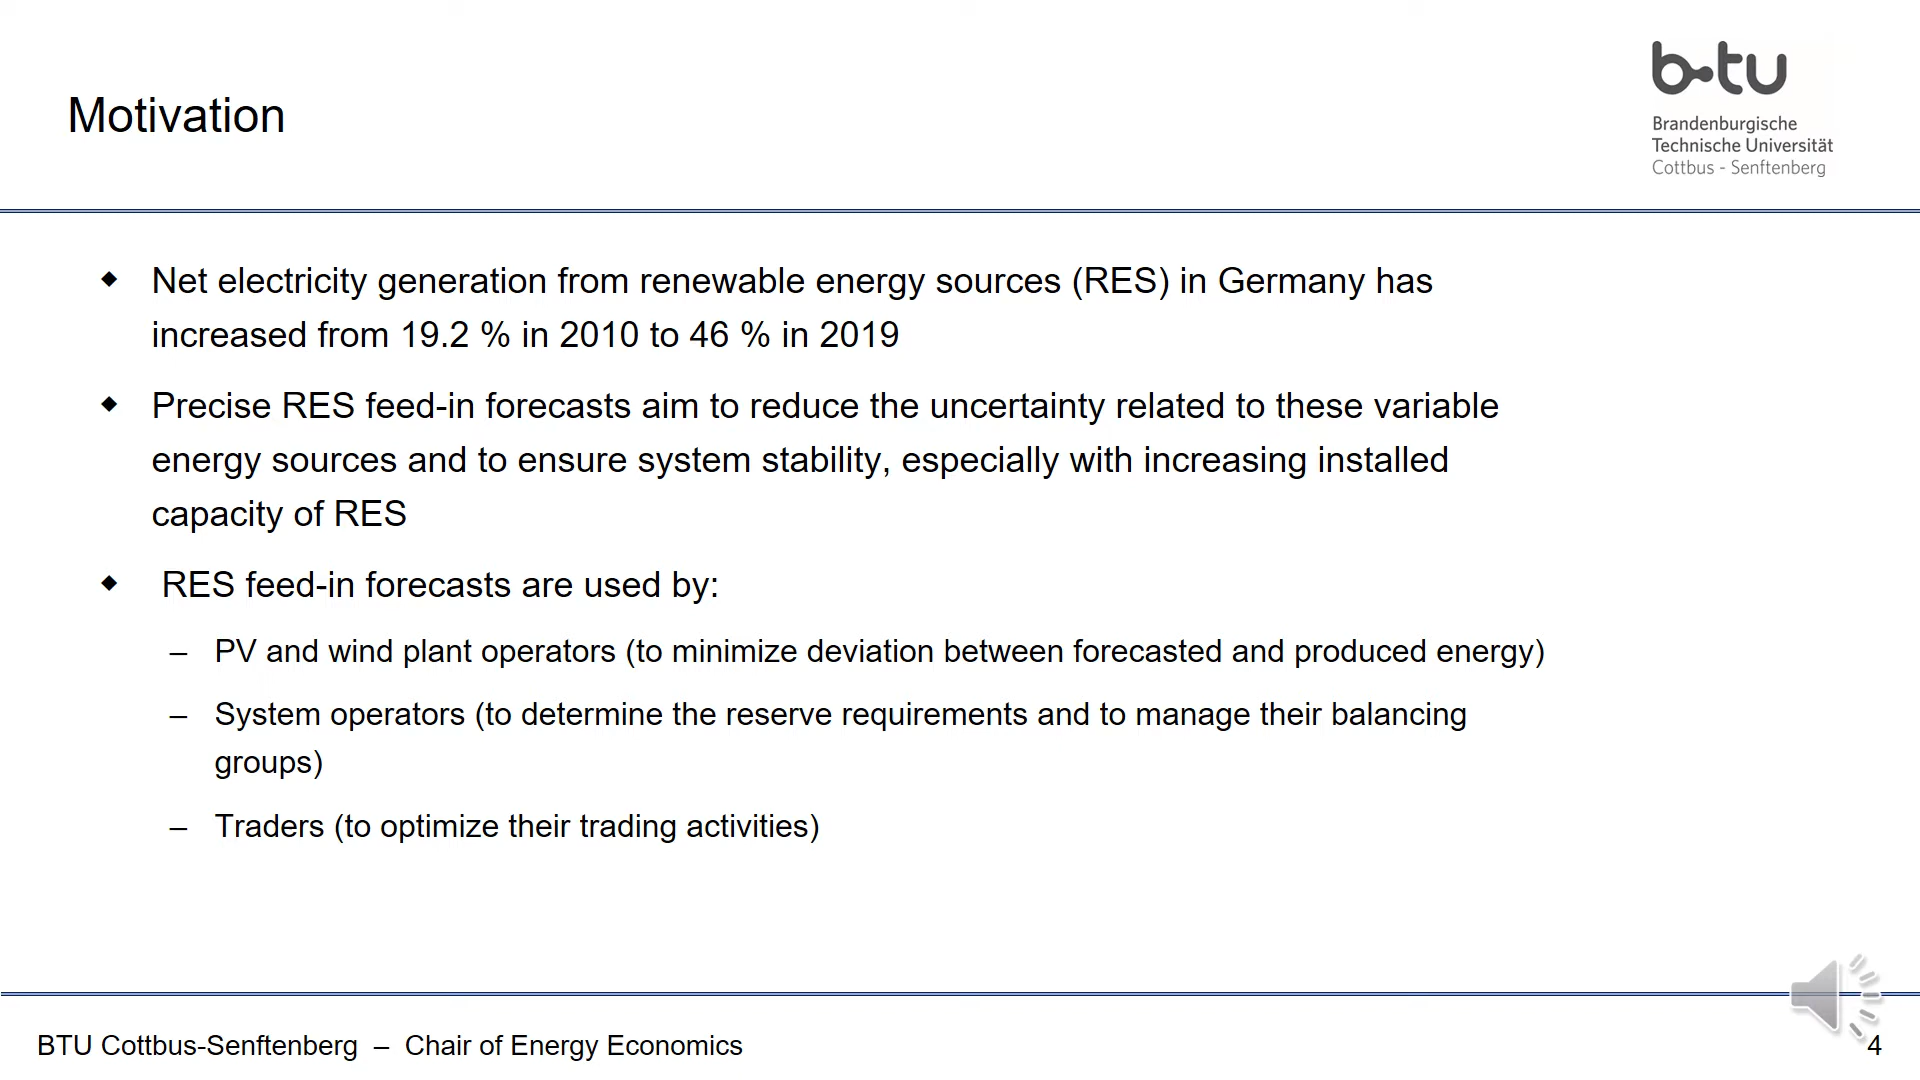 Motivation
b-tu
Brandenburgische
Technische Universität
Cottbus - Senftenberg
◆ Net electricity generation from renewable energy sources (RES) in Germany has
increased from 19.2 % in 2010 to 46 % in 2019
◆ Precise RES feed-in forecasts aim to reduce the uncertainty related to these variable
energy sources and to ensure system stability, especially with increasing installed
capacity of RES
◆ RES feed-in forecasts are used by:
– PV and wind plant operators (to minimize deviation between forecasted and produced energy)
– System operators (to determine the reserve requirements and to manage their balancing
groups)
– Traders (to optimize their trading activities)
BTU Cottbus-Senftenberg – Chair of Energy Economics
4